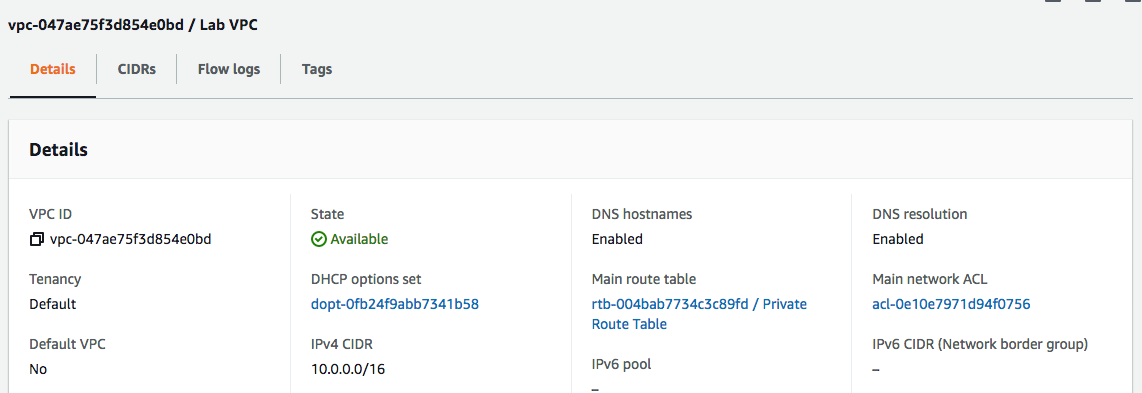 vpc-047ae75f3d854e0bd / Lab VPC
Details
CIDRs
Flow logs
Tags
Details
VPC ID
vpc-047ae75f3d854e0bd
State
Available
DNS hostnames
Enabled
DNS resolution
Enabled
Tenancy
Default
DHCP options set
dopt-0fb24f9abb7341b58
Main route table
rtb-004bab7734c3c89fd / Private
Route Table
Main network ACL
acl-0e10e7971d94f0756
Default VPC
No
IPv4 CIDR
10.0.0.0/16
IPv6 pool
–
IPv6 CIDR (Network border group)
–